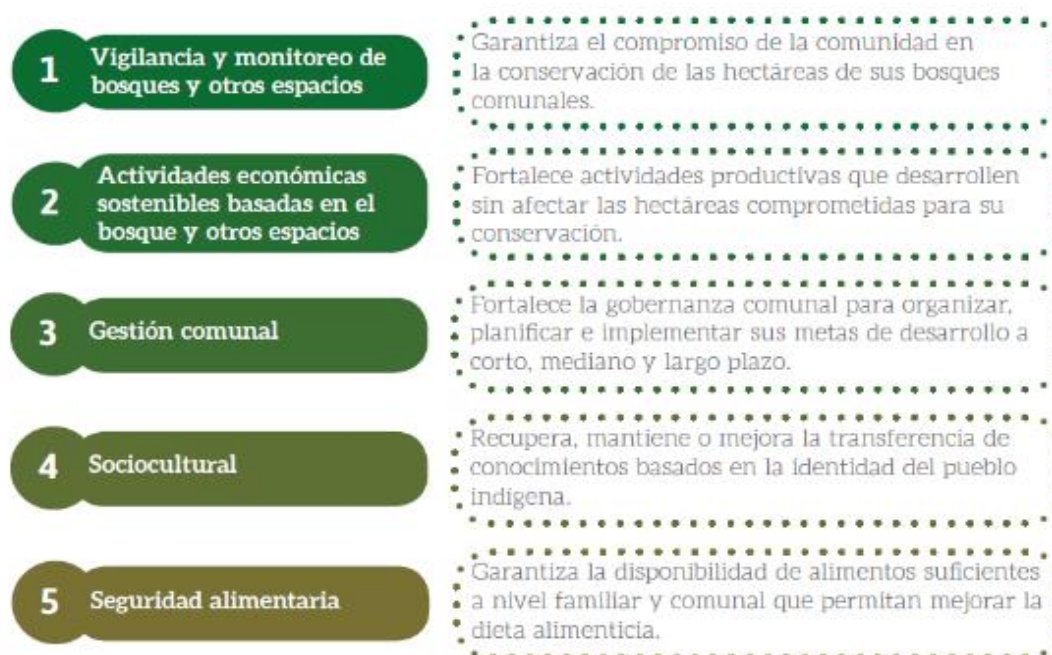 1
Vigilancia y monitoreo de
bosques y otros espacios
Garantiza el compromiso de la comunidad en
la conservación de las hectáreas de sus bosques
comunales.
2
Actividades económicas
sostenibles basadas en el
bosque y otros espacios
Fortalece actividades productivas que desarrollen
sin afectar las hectáreas comprometidas para su
conservación.
3
Gestión comunal
Fortalece la gobernanza comunal para organizar,
planificar e implementar sus metas de desarrollo a
corto, mediano y largo plazo.
4
Sociocultural
Recupera, mantiene o mejora la transferencia de
conocimientos basados en la identidad del pueblo
indígena.
5
Seguridad alimentaria
Garantiza la disponibilidad de alimentos suficientes
a nivel familiar y comunal que permitan mejorar la
dieta alimenticia.